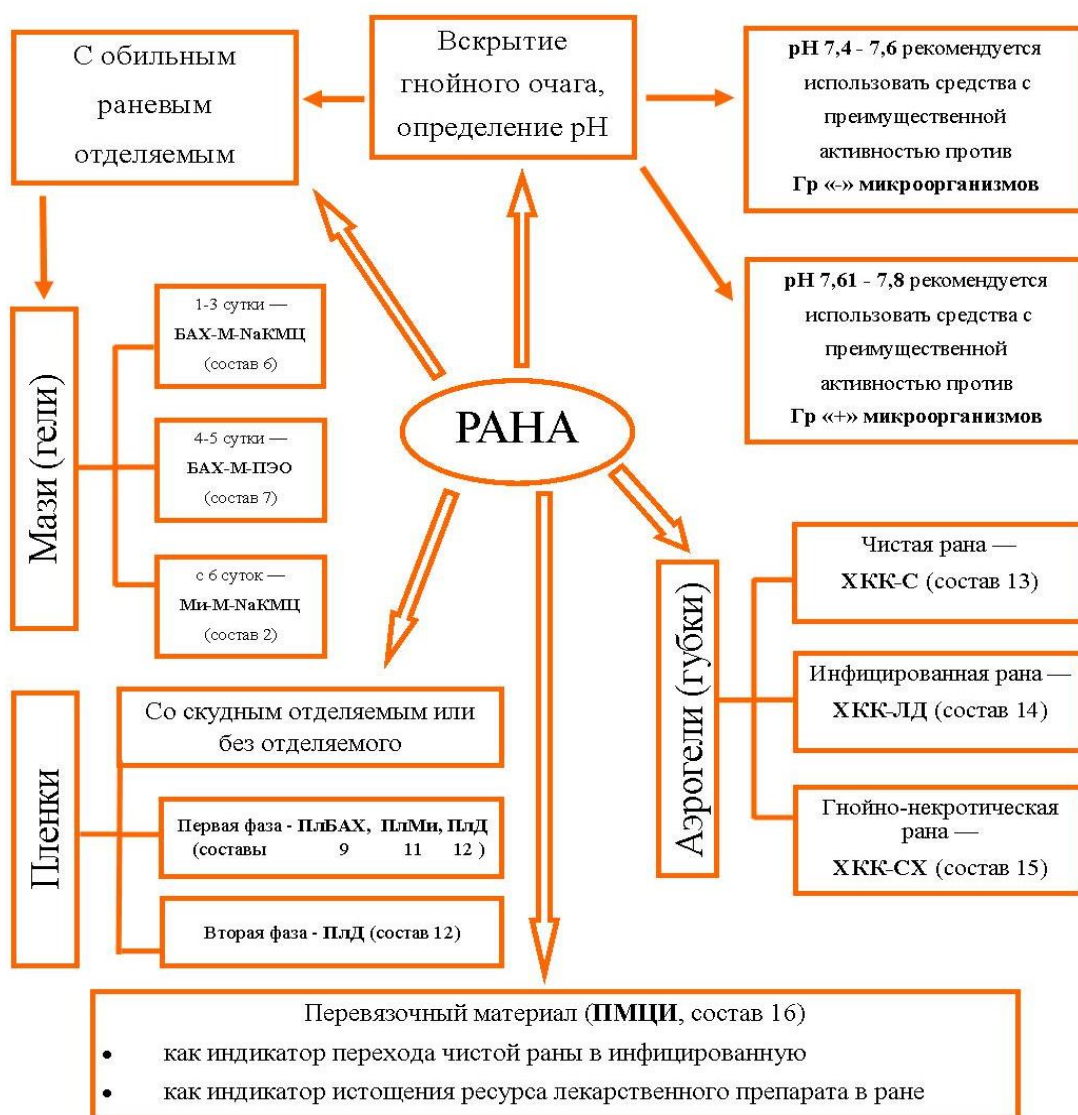 С обильным
раневым
отделяемым
Вскрытие
гнойного очага,
определение pH
pH 7,4 - 7,6 рекомендуется
использовать средства с
преимущественной
активностью против
Гр «-» микроорганизмов
pH 7,61 - 7,8 рекомендуется
использовать средства с
преимущественной
активностью против
Гр «+» микроорганизмов
РАНА
Мази (гели)
1-3 сутки —
БАХ-М-NaКМЦ
(состав 6)
4-5 сутки —
БАХ-М-ПЭО
(состав 7)
с 6 суток —
Ми-М-NaКМЦ
(состав 2)
Аэрогели (губки)
Чистая рана —
ХКК-С (состав 13)
Инфицированная рана —
ХКК-ЛД (состав 14)
Гнойно-некротическая
рана —
ХКК-СХ (состав 15)
Пленки
Со скудным отделяемым или
без отделяемого
Первая фаза - ПлБАХ, ПлМи, ПлД
(составы 9 11 12 )
Вторая фаза - ПлД (состав 12)
Перевязочный материал (ПМЦИ, состав 16)
• как индикатор перехода чистой раны в инфицированную
• как индикатор истощения ресурса лекарственного препарата в ране